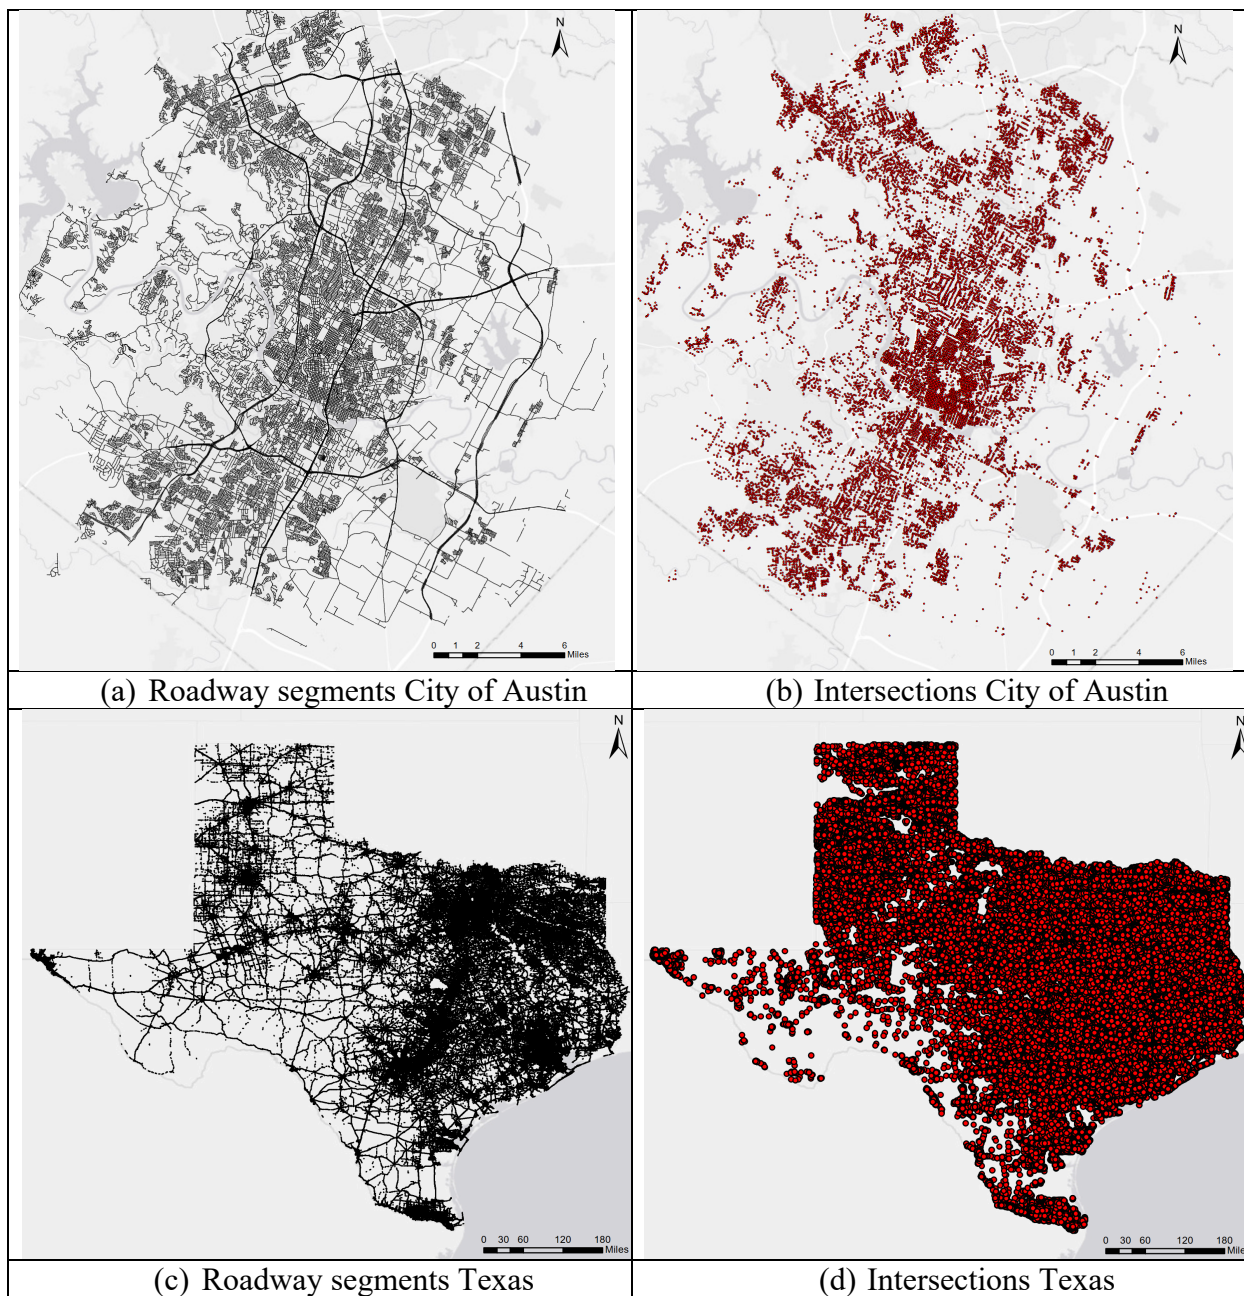 N
N
0 1 2 4 6
Miles
0 1 2 4 6
Miles
(a) Roadway segments City of Austin
(b) Intersections City of Austin
N
N
0 30 60 120 180
Miles
0 30 60 120 180
Miles
(c) Roadway segments Texas
(d) Intersections Texas